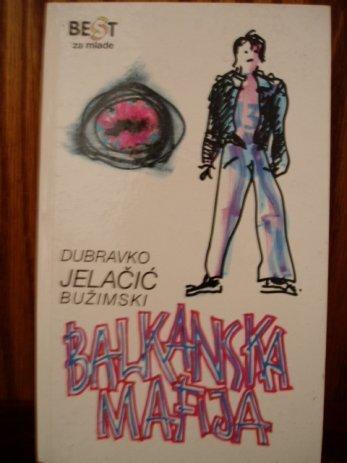 BEST
za mlade
DUBRAVKO
JELAČIĆ
BUŽIMSKI
BALKANSKA
MAFIJA